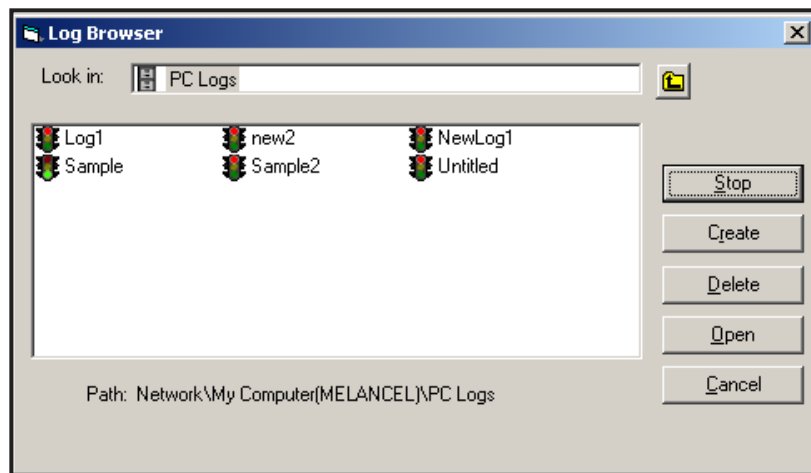 Log Browser
Look in: PC Logs
Log1 new2 NewLog1
Sample Sample2 Untitled
Stop
Create
Delete
Open
Cancel
Path: Network\My Computer(MELANCEL)\PC Logs